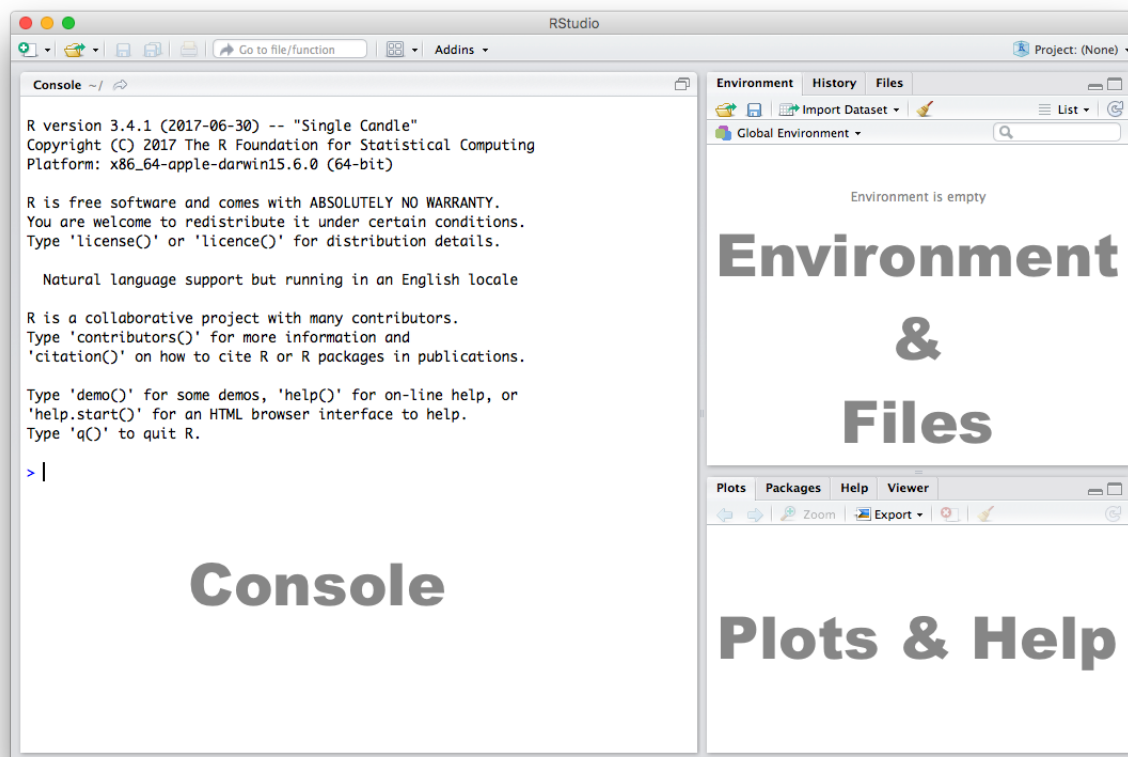 RStudio
Go to file/function
Addins
Project: (None)
Console ~/
R version 3.4.1 (2017-06-30) -- "Single Candle"
Copyright (C) 2017 The R Foundation for Statistical Computing
Platform: x86_64-apple-darwin15.6.0 (64-bit)
R is free software and comes with ABSOLUTELY NO WARRANTY.
You are welcome to redistribute it under certain conditions.
Type 'license()' or 'licence()' for distribution details.
Natural language support but running in an English locale
R is a collaborative project with many contributors.
Type 'contributors()' for more information and
'citation()' on how to cite R or R packages in publications.
Type 'demo()' for some demos, 'help()' for on-line help, or
'help.start()' for an HTML browser interface to help.
Type 'q()' to quit R.
>
Console
Environment History Files
Import Dataset List
Global Environment
Environment is empty
Environment
&
Files
Plots Packages Help Viewer
Zoom Export
Plots & Help